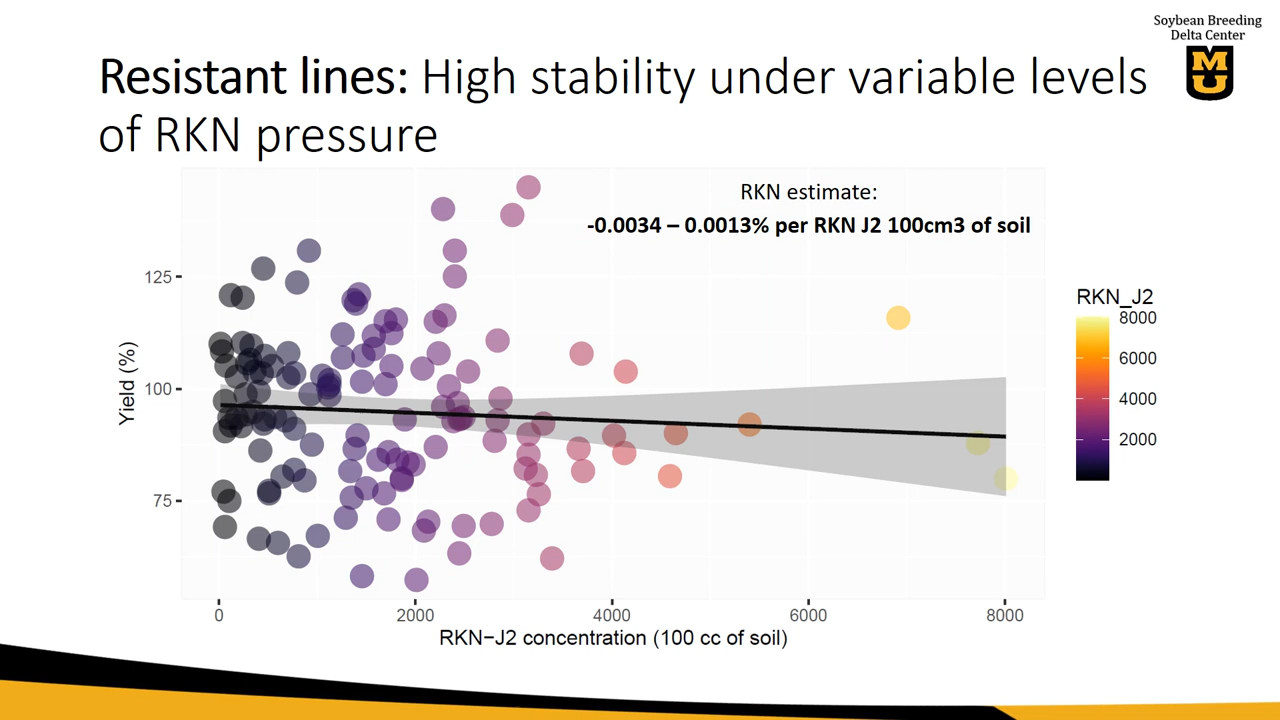 Soybean Breeding
Delta Center
MU
Resistant lines: High stability under variable levels
of RKN pressure
RKN estimate:
-0.0034 – 0.0013% per RKN J2 100cm3 of soil
125
100
75
Yield (%)
0 2000 4000 6000 8000
RKN−J2 concentration (100 cc of soil)
RKN_J2
8000
6000
4000
2000